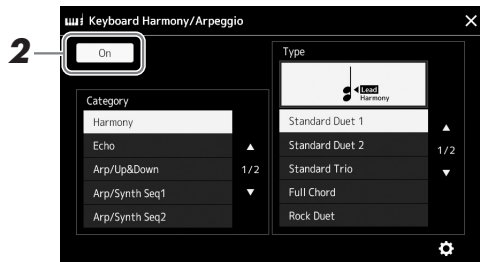 Keyboard Harmony/Arpeggio
2
On
Category
Harmony
Echo
Arp/Up&Down
Arp/Synth Seq1
Arp/Synth Seq2
1/2
Type
Lead
Harmony
Standard Duet 1
Standard Duet 2
Standard Trio
Full Chord
Rock Duet
1/2